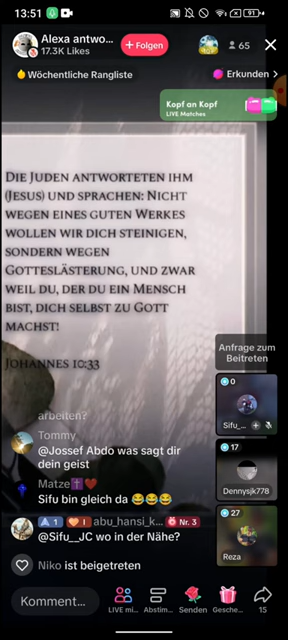 13:51
91
Alexa antwo...
17.3K Likes
+ Folgen
65
Wöchentliche Rangliste
Erkunden >
Kopf an Kopf
LIVE Matches
DIE JUDEN ANTWORTETEN IHM
(JESUS) UND SPRACHEN: NICHT
WEGEN EINES GUTEN WERKES
WOLLEN WIR DICH STEINIGEN,
SONDERN WEGEN
GOTTESLÄSTERUNG, UND ZWAR
WEIL DU, DER DU EIN MENSCH
BIST, DICH SELBST ZU GOTT
MACHST!
JOHANNES 10:33
Anfrage zum
Beitreten
0
Sifu_...
17
Dennysjk778
27
Reza
arbeiten?
Tommy
@Jossef Abdo was sagt dir
dein geist
Matze✝️❤️
Sifu bin gleich da 😂😂😂
1 I abu_hansi_k... Nr. 3
@Sifu__JC wo in der Nähe?
Niko ist beigetreten
Kommentar...
LIVE mi...
Abstim...
Senden
Gesche...
15